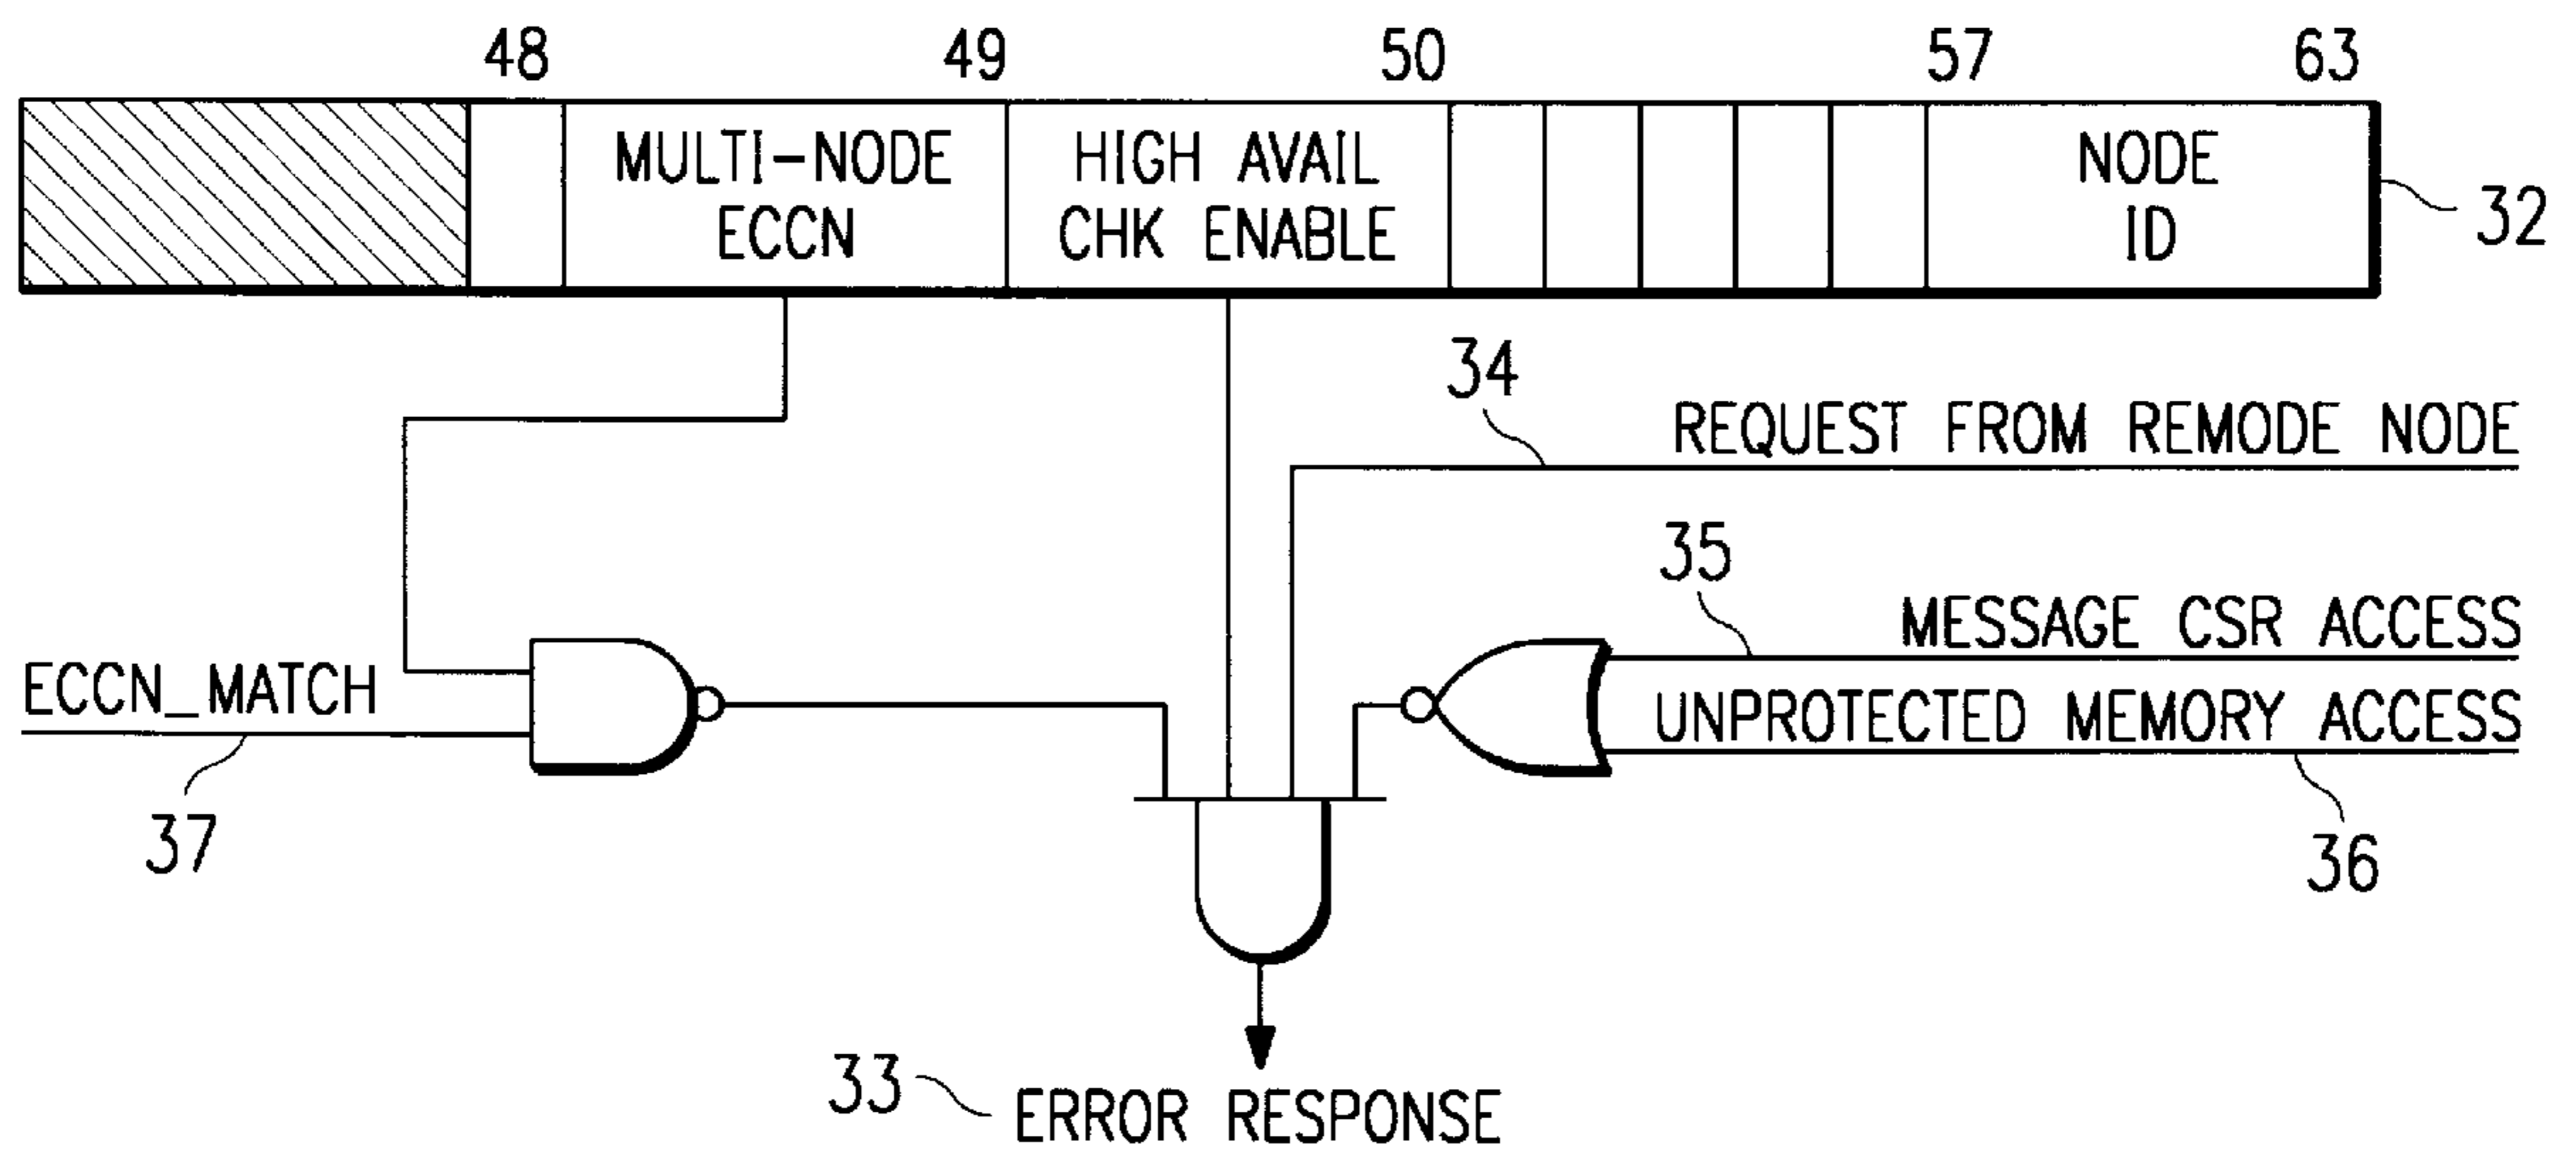 48 49 50 57 63
MULTI-NODE
ECCN
HIGH AVAIL
CHK ENABLE
NODE
ID
32
34
REQUEST FROM REMODE NODE
35
MESSAGE CSR ACCESS
ECCN_MATCH
UNPROTECTED MEMORY ACCESS
37
36
33
ERROR RESPONSE